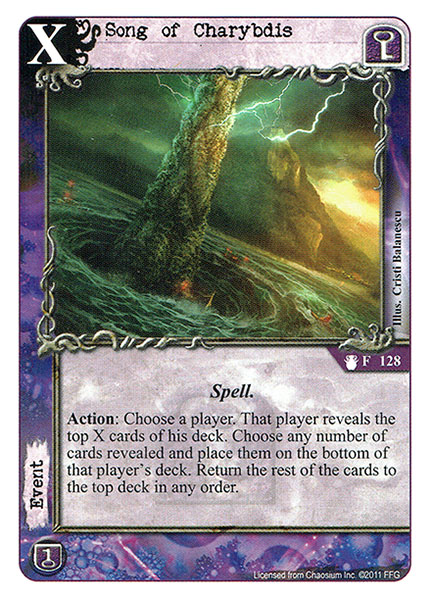 X
Song of Charybdis
Illus. Cristi Balanescu
F 128
Spell.
Action: Choose a player. That player reveals the
top X cards of his deck. Choose any number of
cards revealed and place them on the bottom of
that player's deck. Return the rest of the cards to
the top deck in any order.
Event
1
Licensed from Chaosium Inc. ©2011 FFG